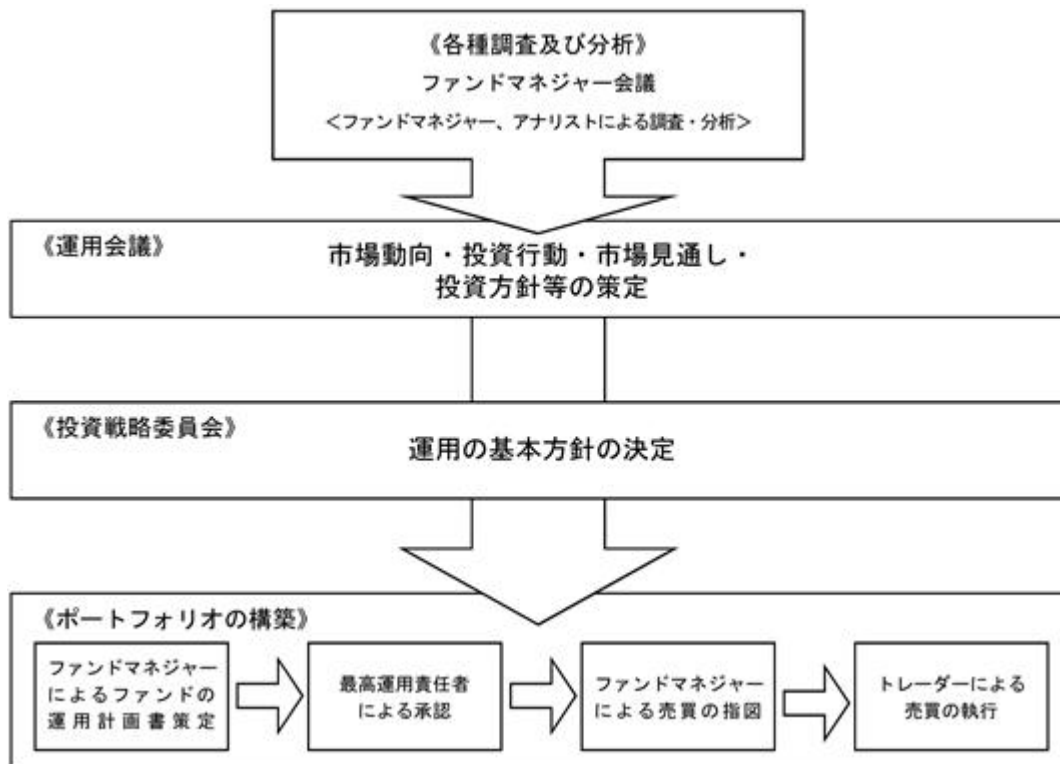 《各種調査及び分析》
ファンドマネジャー会議
＜ファンドマネジャー、アナリストによる調査・分析＞
《運用会議》
市場動向・投資行動・市場見通し・
投資方針等の策定
《投資戦略委員会》
運用の基本方針の決定
《ポートフォリオの構築》
ファンドマネジャー
によるファンドの
運用計画書策定
最高運用責任者
による承認
ファンドマネジャー
による売買の指図
トレーダーによる
売買の執行